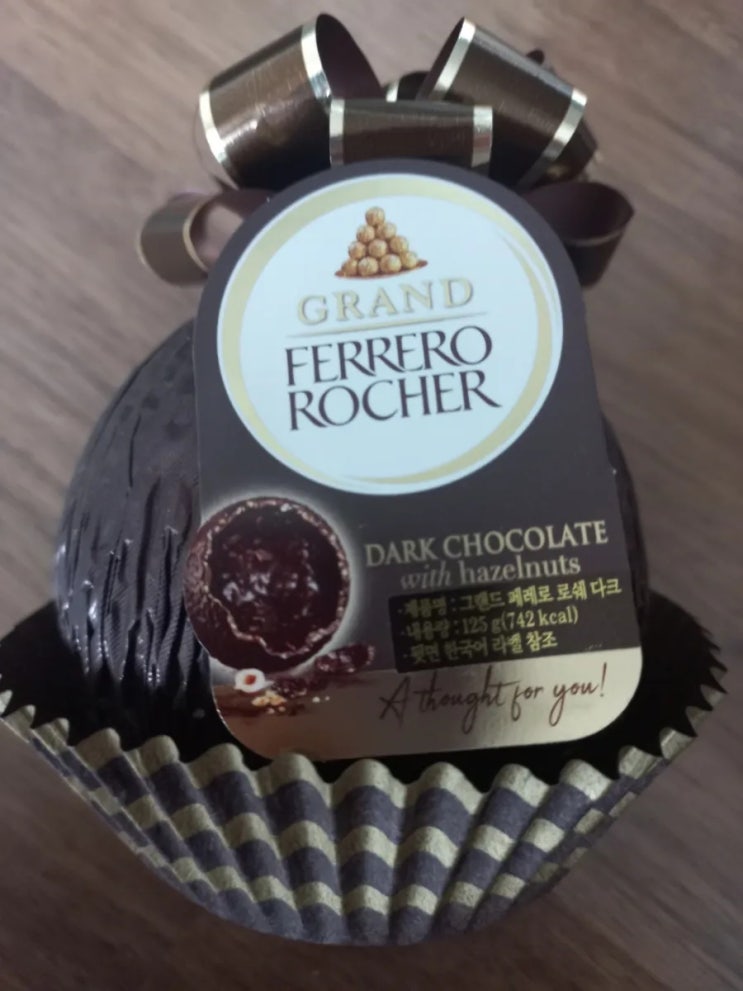 GRAND
FERRERO
ROCHER
DARK CHOCOLATE
with hazelnuts
·제품명 : 그랜드 페레로 로쉐 다크
·내용량 : 125 g(742 kcal)
·뒷면 한국어 라벨 참조
A thought for you!